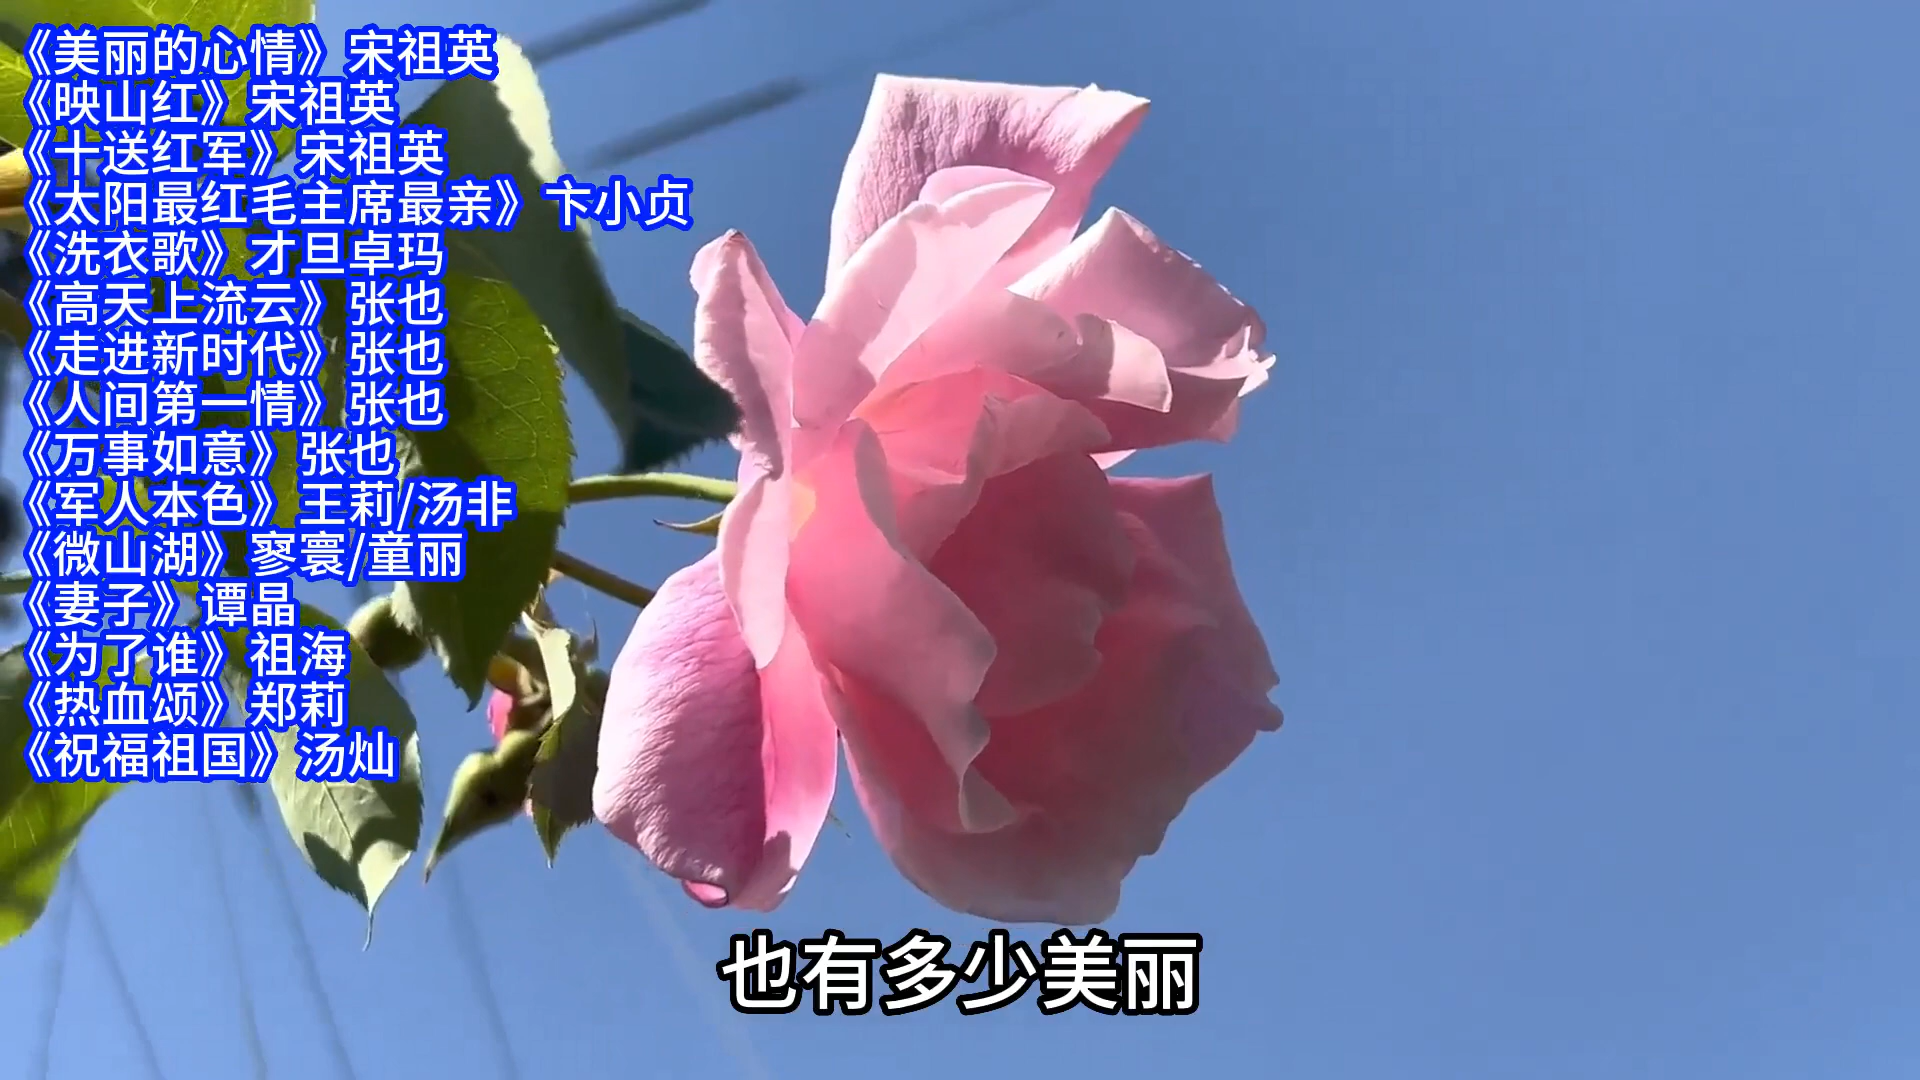 《美丽的心情》宋祖英
《映山红》宋祖英
《十送红军》宋祖英
《太阳最红毛主席最亲》卞小贞
《洗衣歌》才旦卓玛
《高天上流云》张也
《走进新时代》张也
《人间第一情》张也
《万事如意》张也
《军人本色》王莉/汤非
《微山湖》寥寰/童丽
《妻子》谭晶
《为了谁》祖海
《热血颂》郑莉
《祝福祖国》汤灿
也有多少美丽